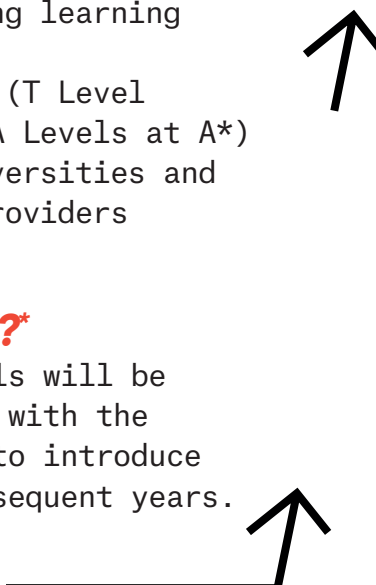 ng learning
(T Level
A Levels at A*)
versities and
roviders
?*
ls will be
with the
to introduce
sequent years.